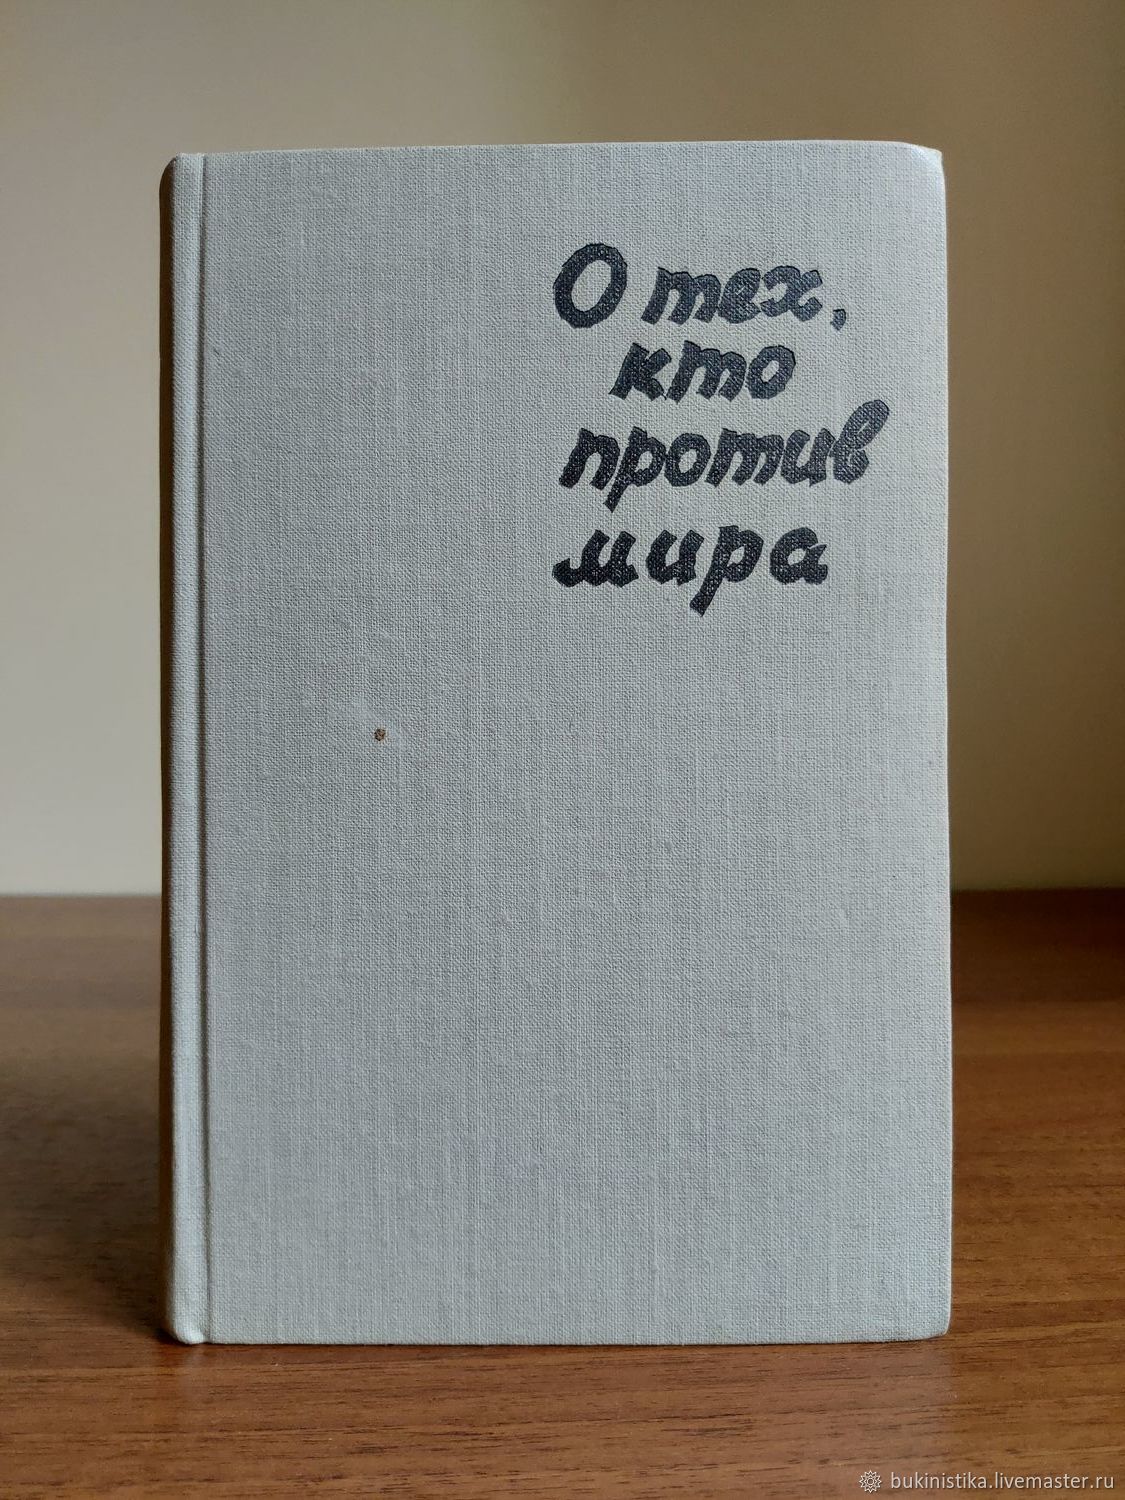 О тех,
кто
против
мира
bukinistika.livemaster.ru